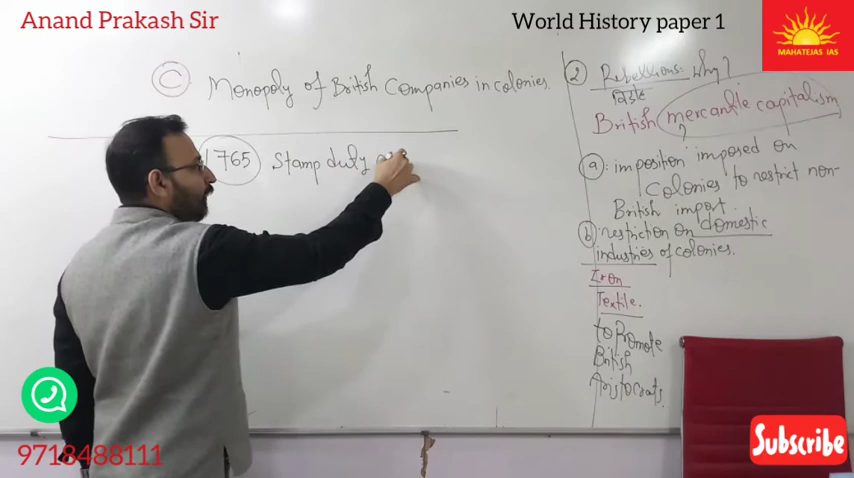 Anand Prakash Sir
World History paper 1
MAHATEJAS IAS
C Monopoly of British Companies in colonies.
1765 Stamp duty
2 Rebellions: Why?
विद्रोह
British mercantile capitalism
?
a: imposition imposed on
Colonies to restrict non-
British import
b: restriction on domestic
industries of colonies.
Iron
Textile.
to Promote
British
Aristocrats.
9718488111
Subscribe